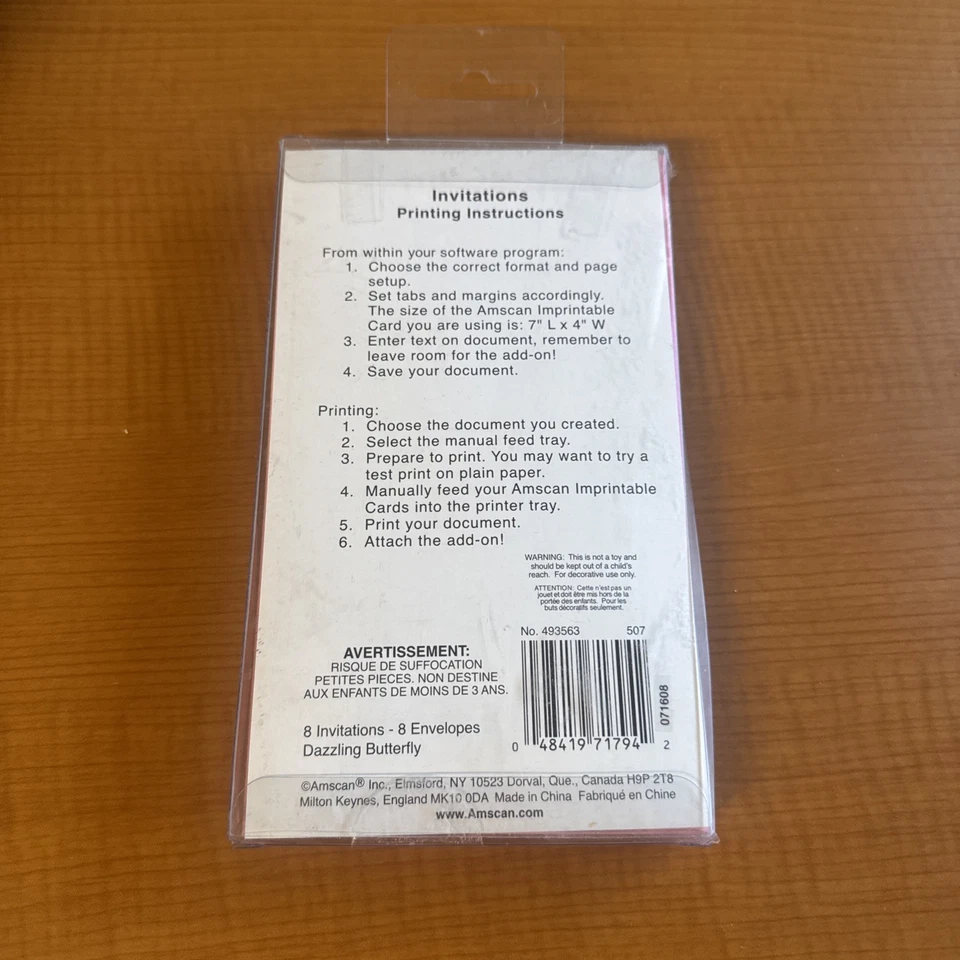 Invitations
Printing Instructions
From within your software program:
1. Choose the correct format and page
setup.
2. Set tabs and margins accordingly.
The size of the Amscan Imprintable
Card you are using is: 7" L x 4" W
3. Enter text on document, remember to
leave room for the add-on!
4. Save your document.
Printing:
1. Choose the document you created.
2. Select the manual feed tray.
3. Prepare to print. You may want to try a
test print on plain paper.
4. Manually feed your Amscan Imprintable
Cards into the printer tray.
5. Print your document.
6. Attach the add-on!
WARNING: This is not a toy and
should be kept out of a child's
reach. For decorative use only.
ATTENTION: Cette n'est pas un
jouet et doit être mis hors de la
portée des enfants. Pour les
buts décoratifs seulement.
No. 493563 507
AVERTISSEMENT:
RISQUE DE SUFFOCATION
PETITES PIECES. NON DESTINE
AUX ENFANTS DE MOINS DE 3 ANS.
071608
8 Invitations - 8 Envelopes
Dazzling Butterfly
0 48419 71794 2
©Amscan® Inc., Elmsford, NY 10523 Dorval, Que., Canada H9P 2T8
Milton Keynes, England MK10 0DA Made in China Fabriqué en Chine
www.Amscan.com